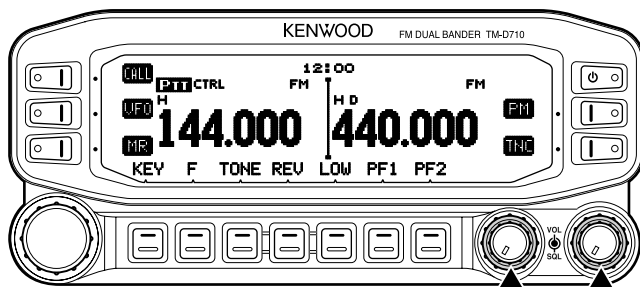 KENWOOD FM DUAL BANDER TM-D710
12:00
CALL PTT CTRL FM FM
H H D
VFO 144.000 440.000 PM
MR TNC
KEY F TONE REV LOW PF1 PF2
VOL
SQL